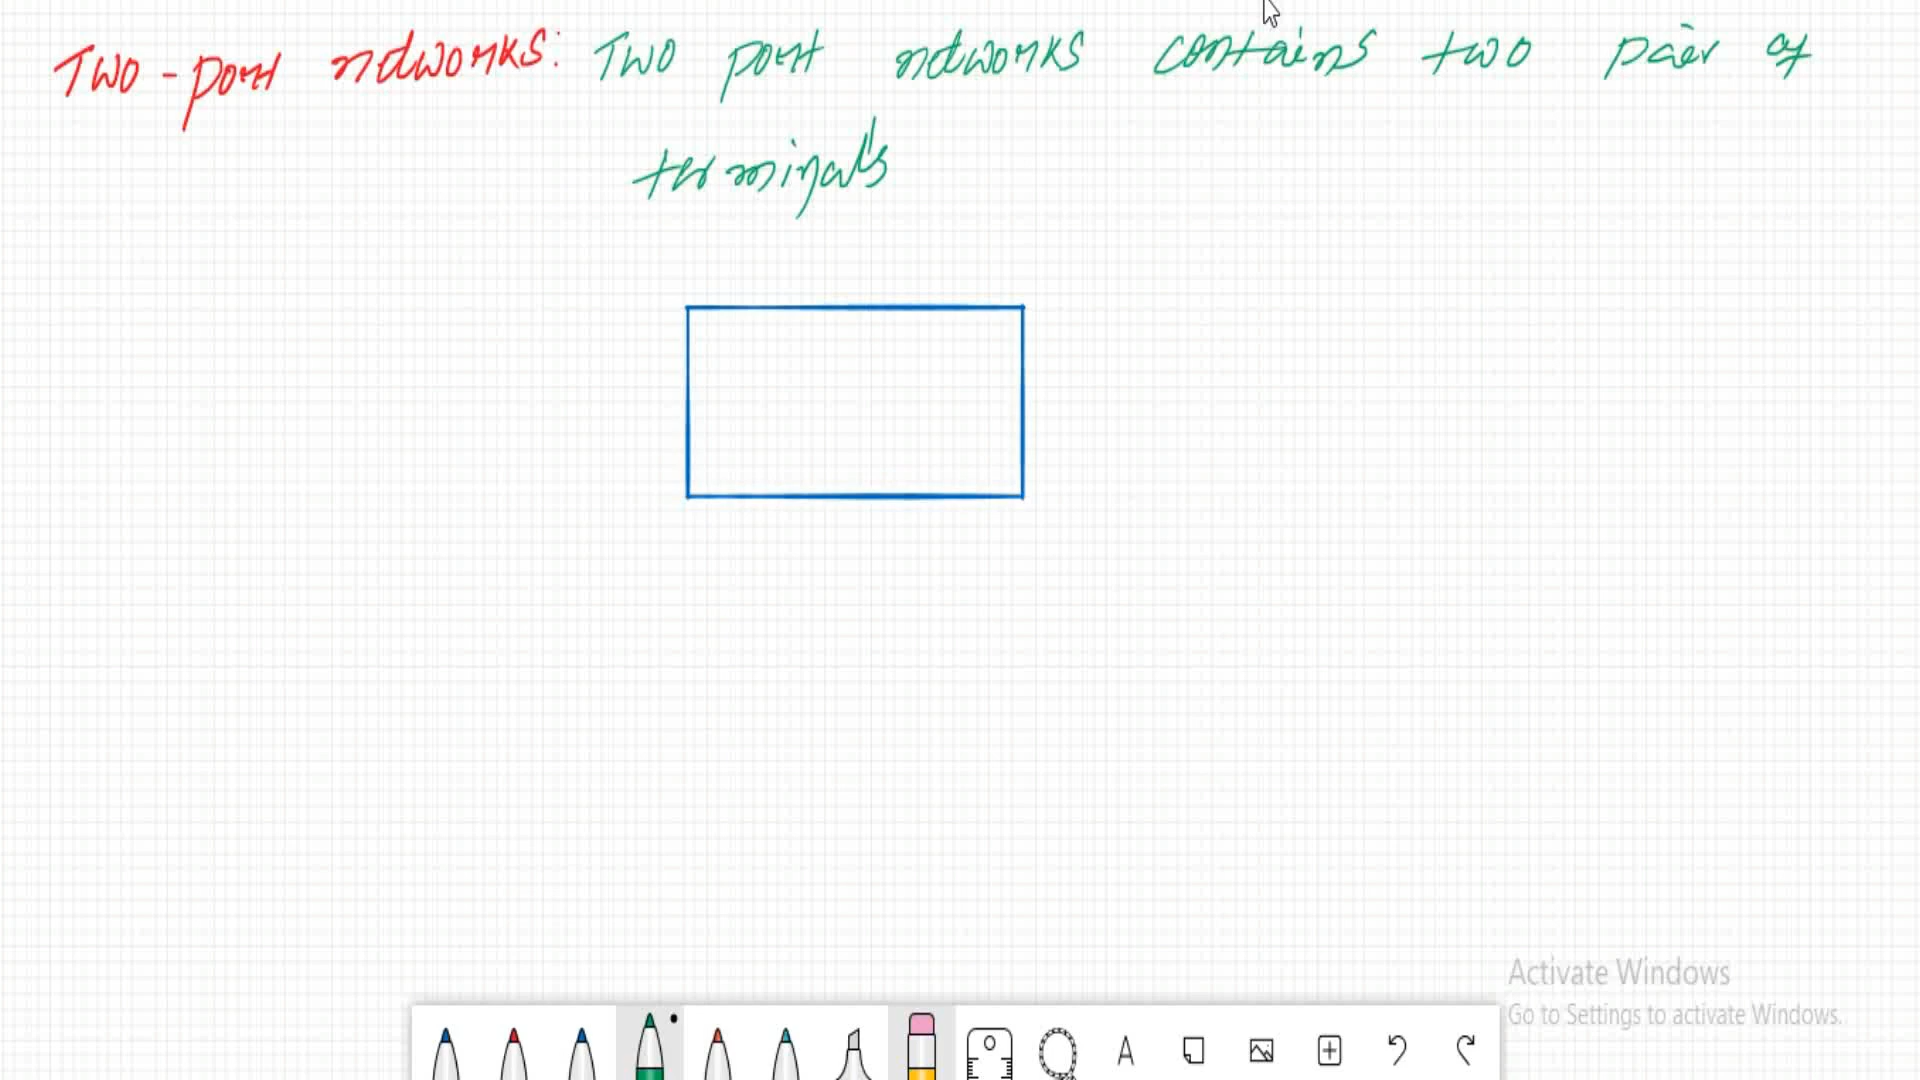 Two-port networks: Two port networks contains two pair of
terminals
Activate Windows
Go to Settings to activate Windows.